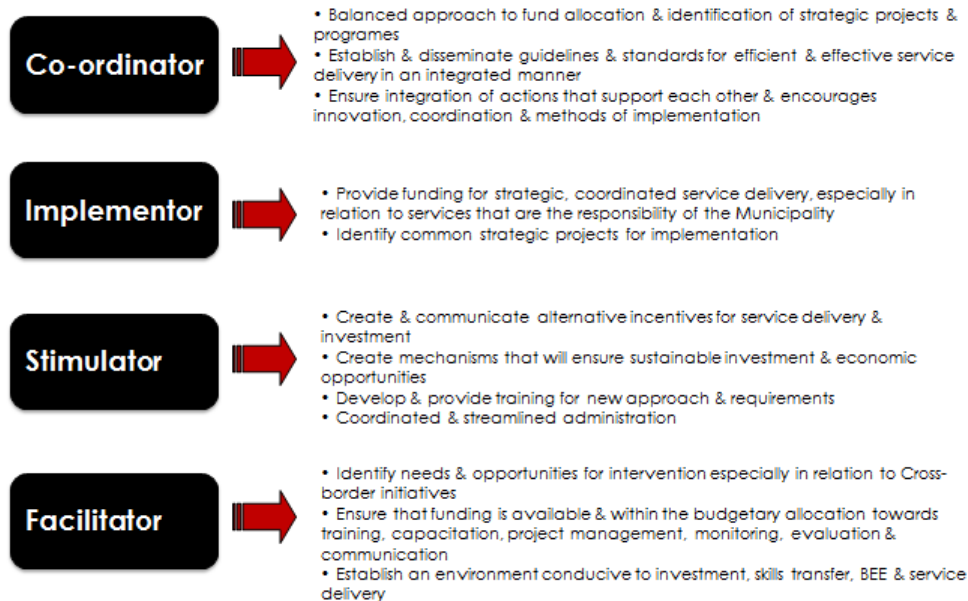 Co-ordinator
• Balanced approach to fund allocation & identification of strategic projects &
programes
• Establish & disseminate guidelines & standards for efficient & effective service
delivery in an integrated manner
• Ensure integration of actions that support each other & encourages
innovation, coordination & methods of implementation
Implementor
• Provide funding for strategic, coordinated service delivery, especially in
relation to services that are the responsibility of the Municipality
• Identify common strategic projects for implementation
Stimulator
• Create & communicate alternative incentives for service delivery &
investment
• Create mechanisms that will ensure sustainable investment & economic
opportunities
• Develop & provide training for new approach & requirements
• Coordinated & streamlined administration
Facilitator
• Identify needs & opportunities for intervention especially in relation to Cross-
border initiatives
• Ensure that funding is available & within the budgetary allocation towards
training, capacitation, project management, monitoring, evaluation &
communication
• Establish an environment conducive to investment, skills transfer, BEE & service
delivery